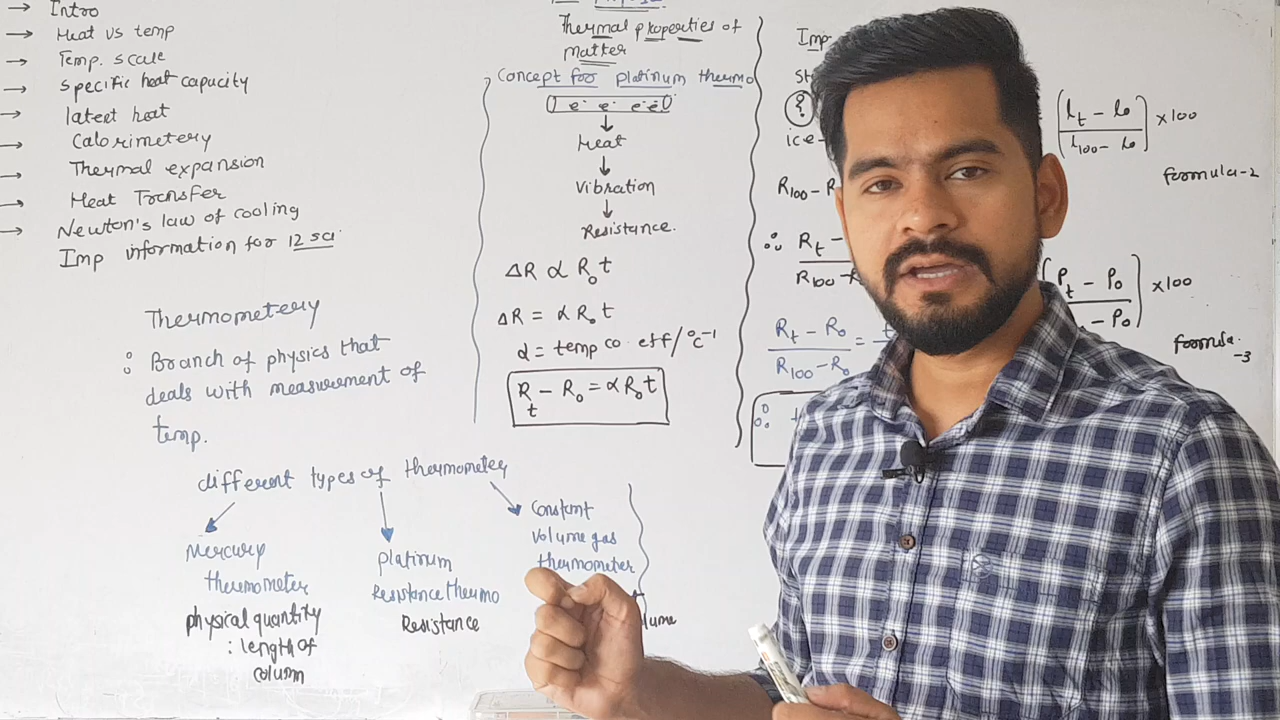 → Intro
→ Heat vs temp
→ Temp. scale
→ specific heat capacity
→ latent heat
→ Calorimetery
→ Thermal expansion
→ Heat Transfer
→ Newton's law of cooling
Imp information for 12 sci
Thermometery
Branch of physics that
deals with measurement of
temp.
different types of thermometer
Mercury
thermometer
physical quantity
: length of
column
platinum
Resistance thermo
Resistance
Constant
volume gas
thermometer
lume
Thermal properties of
matter
Concept for platinum thermo
e⁻ e⁻ e⁻ e⁻
↓
Heat
↓
Vibration
↓
Resistance.
ΔR α R₀ t
ΔR = α R₀ t
α = temp co. eff / °c⁻¹
R_t − R₀ = α R₀ t
Imp
ice-
R₁₀₀ − R
∴ R_t −
R₁₀₀ − R
R_t − R₀ =
R₁₀₀ − R₀
∴ t
(l_t − l₀ / l₁₀₀ − l₀) ×100
formula-2
(P_t − P₀ / − P₀) ×100
formula-3